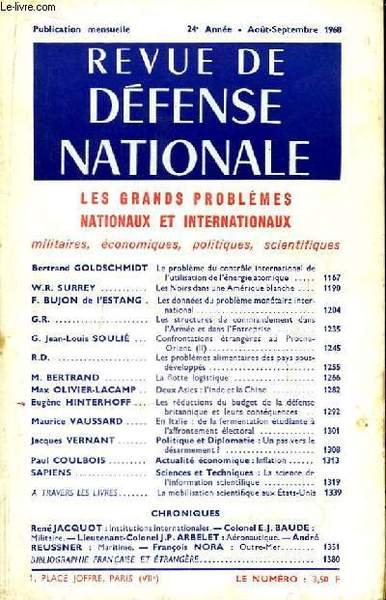 Publication mensuelle 24e Année - Août-Septembre 1968
REVUE DE
DÉFENSE
NATIONALE
LES GRANDS PROBLÈMES
NATIONAUX ET INTERNATIONAUX
militaires, économiques, politiques, scientifiques
Bertrand GOLDSCHMIDT Le problème du contrôle international de
l'utilisation de l'énergie atomique ..... 1167
W.R. SURREY .......... Les Noirs dans une Amérique blanche .... 1190
F. BUJON de l'ESTANG . Les données du problème monétaire inter-
national ................ 1204
G.R. .................. Les structures du commandement dans
l'Armée et dans l'Entreprise ......... 1235
G. Jean-Louis SOULIÉ ... Confrontations étrangères au Proche-
Orient (II) ................ 1245
R.D. .................. Les problèmes alimentaires des pays sous-
développés ................ 1255
M. BERTRAND .......... La flotte logistique ........... 1266
Max OLIVIER-LACAMP .. Deux Asies : l'Inde et la Chine ...... 1282
Eugène HINTERHOFF ... Les réductions du budget de la défense
britannique et leurs conséquences ... 1292
Maurice VAUSSARD ..... En Italie : de la fermentation étudiante à
l'affrontement électoral .......... 1301
Jacques VERNANT ....... Politique et Diplomatie : Un pas vers le
désarmement ? ............... 1308
Paul COULBOIS ......... Actualité économique : Inflation ...... 1313
SAPIENS ............... Sciences et Techniques : La science de
l'information scientifique ......... 1319
A TRAVERS LES LIVRES ...... La mobilisation scientifique aux États-Unis 1339
CHRONIQUES
René JACQUOT : Institutions internationales. — Colonel E.J. BAUDE :
Militaire. — Lieutenant-Colonel J.P. ARBELET : Aéronautique. — André
REUSSNER : Maritime. — François NORA : Outre-Mer ........ 1351
BIBLIOGRAPHIE FRANÇAISE ET ÉTRANGÈRE ................ 1380
1, PLACE JOFFRE, PARIS (VIIe) LE NUMÉRO : 3,50 F